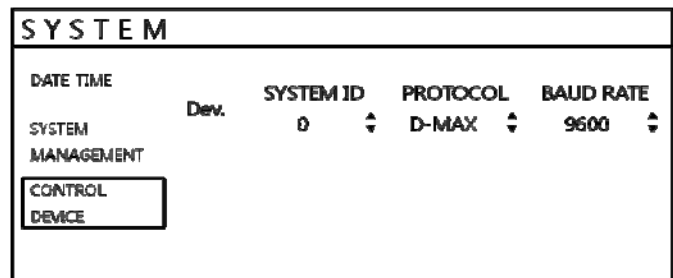 SYSTEM
DATE TIME
SYSTEM
MANAGEMENT
CONTROL
DEVICE
Dev.
SYSTEM ID PROTOCOL BAUD RATE
0 D-MAX 9600